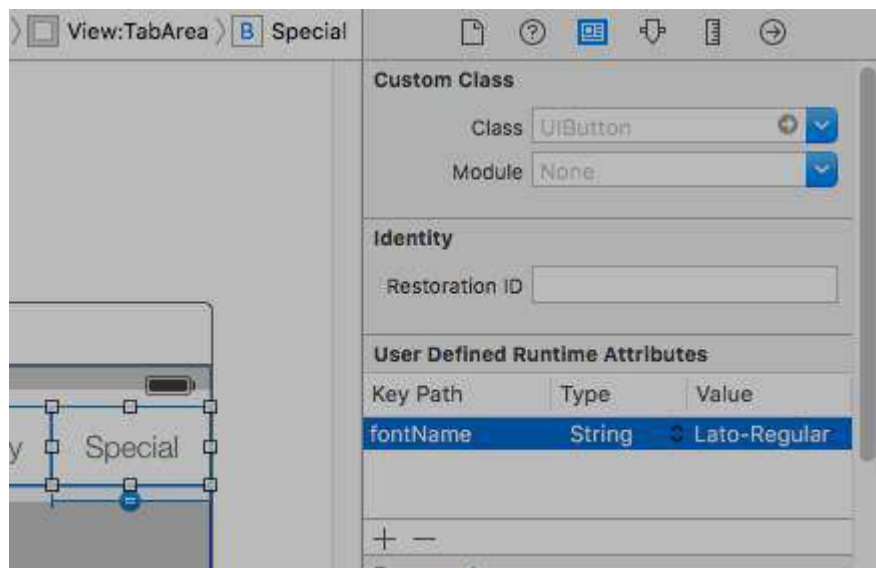 View:TabArea B Special
Custom Class
Class UIButton
Module None
Identity
Restoration ID
User Defined Runtime Attributes
Key Path Type Value
fontName String Lato-Regular
y Special